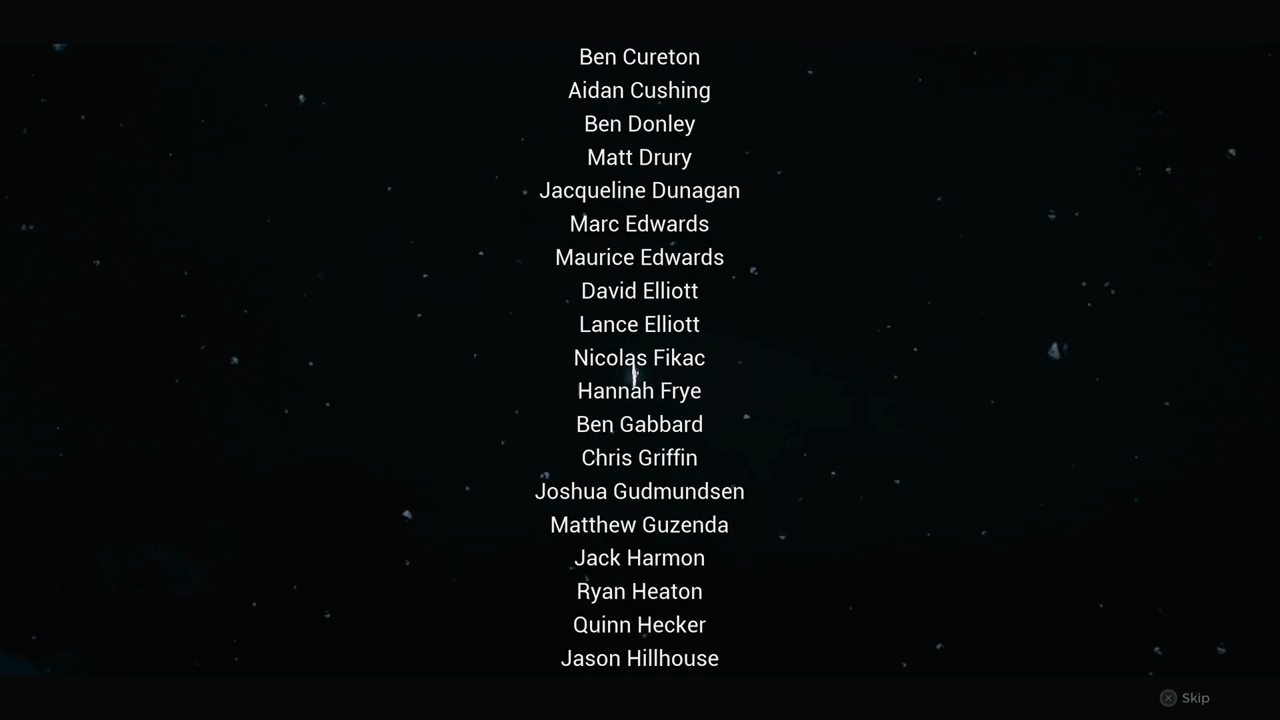 Ben Cureton
Aidan Cushing
Ben Donley
Matt Drury
Jacqueline Dunagan
Marc Edwards
Maurice Edwards
David Elliott
Lance Elliott
Nicolas Fikac
Hannah Frye
Ben Gabbard
Chris Griffin
Joshua Gudmundsen
Matthew Guzenda
Jack Harmon
Ryan Heaton
Quinn Hecker
Jason Hillhouse
Skip